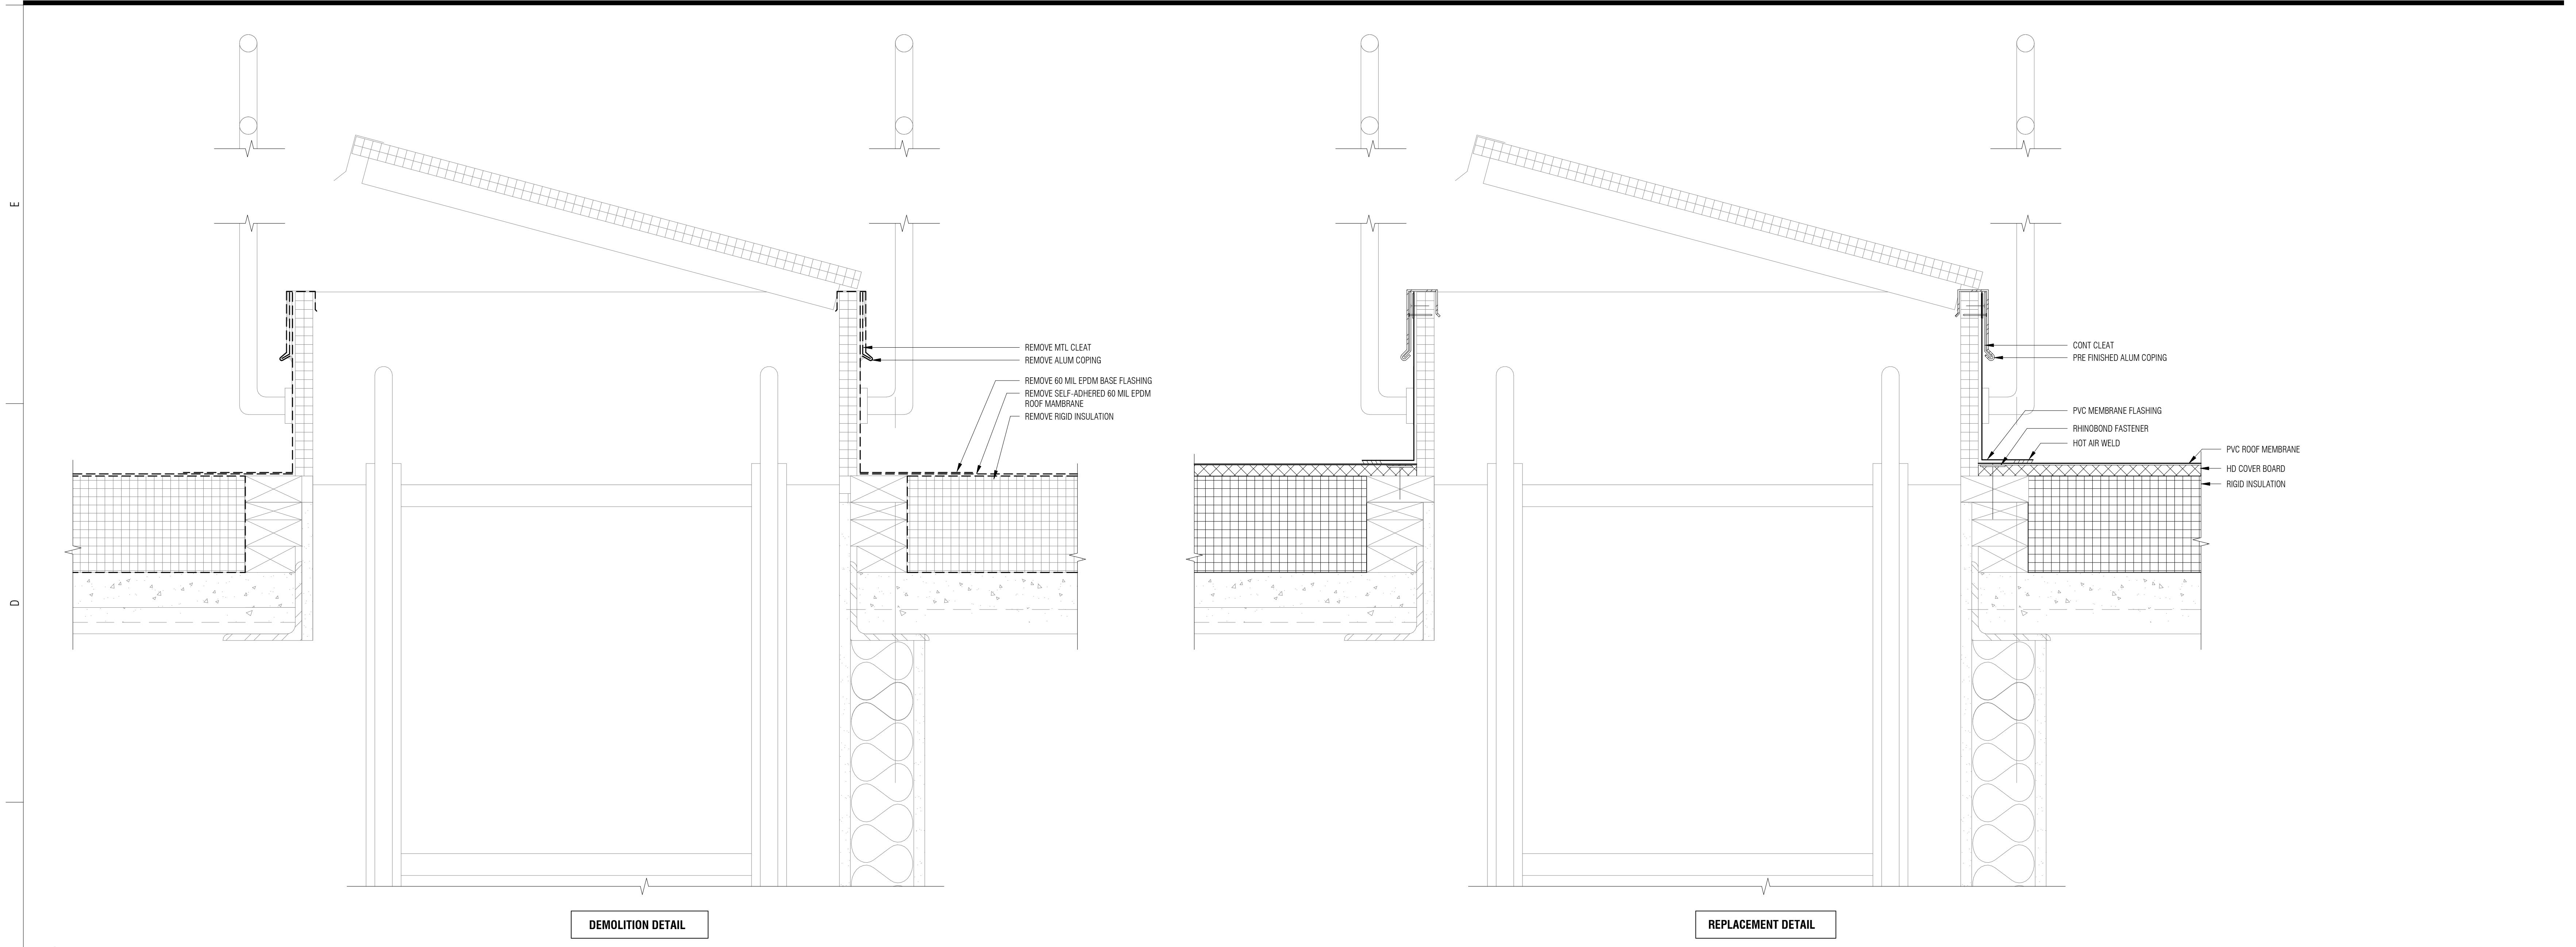 E
D
REMOVE MTL CLEAT
REMOVE ALUM COPING
REMOVE 60 MIL EPDM BASE FLASHING
REMOVE SELF-ADHERED 60 MIL EPDM
ROOF MAMBRANE
REMOVE RIGID INSULATION
DEMOLITION DETAIL
CONT CLEAT
PRE FINISHED ALUM COPING
PVC MEMBRANE FLASHING
RHINOBOND FASTENER
HOT AIR WELD
PVC ROOF MEMBRANE
HD COVER BOARD
RIGID INSULATION
REPLACEMENT DETAIL